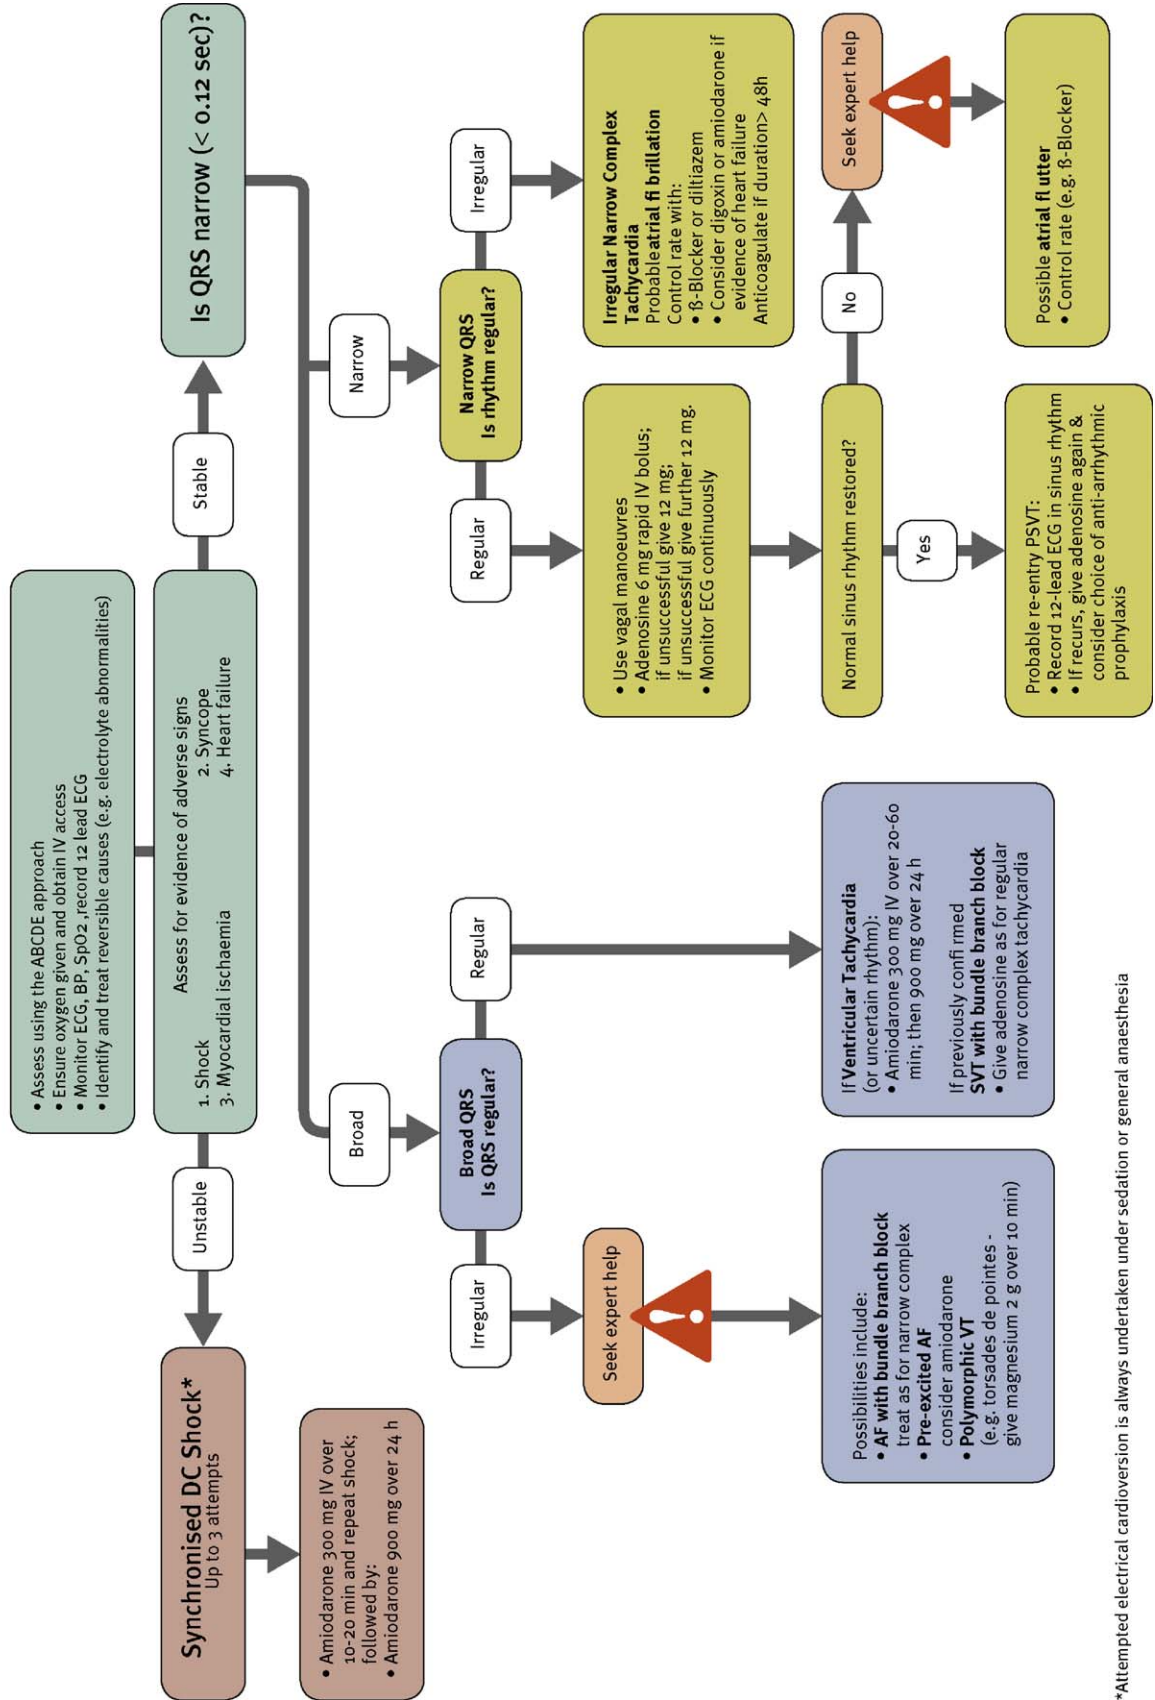 • Assess using the ABCDE approach
• Ensure oxygen given and obtain IV access
• Monitor ECG, BP, SpO2 ,record 12 lead ECG
• Identify and treat reversible causes (e.g. electrolyte abnormalities)
Assess for evidence of adverse signs
1. Shock
2. Syncope
3. Myocardial ischaemia
4. Heart failure
Unstable
Stable
Synchronised DC Shock*
Up to 3 attempts
• Amiodarone 300 mg IV over
10-20 min and repeat shock;
followed by:
• Amiodarone 900 mg over 24 h
Is QRS narrow (< 0.12 sec)?
Broad
Narrow
Broad QRS
Is QRS regular?
Narrow QRS
Is rhythm regular?
Irregular
Regular
Regular
Irregular
Seek expert help
Possibilities include:
• AF with bundle branch block
treat as for narrow complex
• Pre-excited AF
consider amiodarone
• Polymorphic VT
(e.g. torsades de pointes -
give magnesium 2 g over 10 min)
If Ventricular Tachycardia
(or uncertain rhythm):
• Amiodarone 300 mg IV over 20-60
min; then 900 mg over 24 h
If previously confi rmed
SVT with bundle branch block
• Give adenosine as for regular
narrow complex tachycardia
• Use vagal manoeuvres
• Adenosine 6 mg rapid IV bolus;
if unsuccessful give 12 mg;
if unsuccessful give further 12 mg.
• Monitor ECG continuously
Irregular Narrow Complex
Tachycardia
Probableatrial fi brillation
Control rate with:
• ß-Blocker or diltiazem
• Consider digoxin or amiodarone if
evidence of heart failure
Anticoagulate if duration> 48h
Normal sinus rhythm restored?
No
Seek expert help
Yes
Probable re-entry PSVT:
• Record 12-lead ECG in sinus rhythm
• If recurs, give adenosine again &
consider choice of anti-arrhythmic
prophylaxis
Possible atrial fl utter
• Control rate (e.g. ß-Blocker)
*Attempted electrical cardioversion is always undertaken under sedation or general anaesthesia